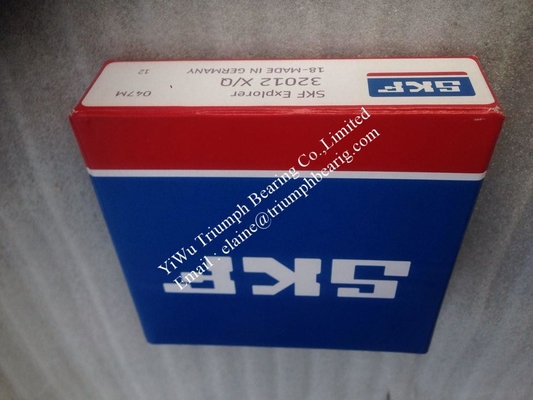 SKF
SKF Explorer
32012 X/Q
18-MADE IN GERMANY
047M
12
SKF
YiWu Triumph Bearing Co.,Limited
Email : elaine@triumphbearig.com